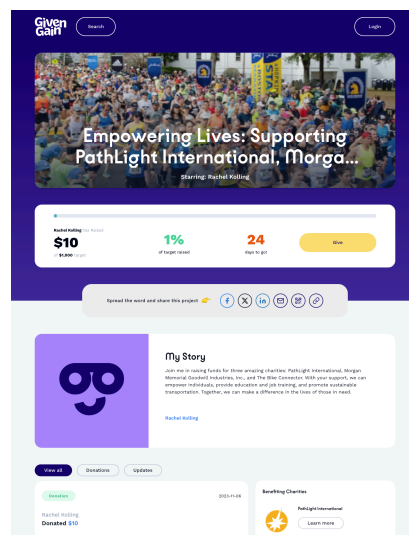 Given
Gain
Search
Login
Empowering Lives: Supporting
PathLight International, Morga...
Starring: Rachel Kolling
Rachel Kolling has Raised
$10
of $1,000 target
1%
of target raised
24
days to go!
Give
Spread the word and share this project
My Story
Join me in raising funds for three amazing charities: PathLight International, Morgan
Memorial Goodwill Industries, Inc., and The Bike Connector. With your support, we can
empower individuals, provide education and job training, and promote sustainable
transportation. Together, we can make a difference in the lives of those in need.
Rachel Kolling
View all
Donations
Updates
Donation
2023-11-06
Rachel Kolling
Donated $10
Benefiting Charities
PathLight International
Learn more